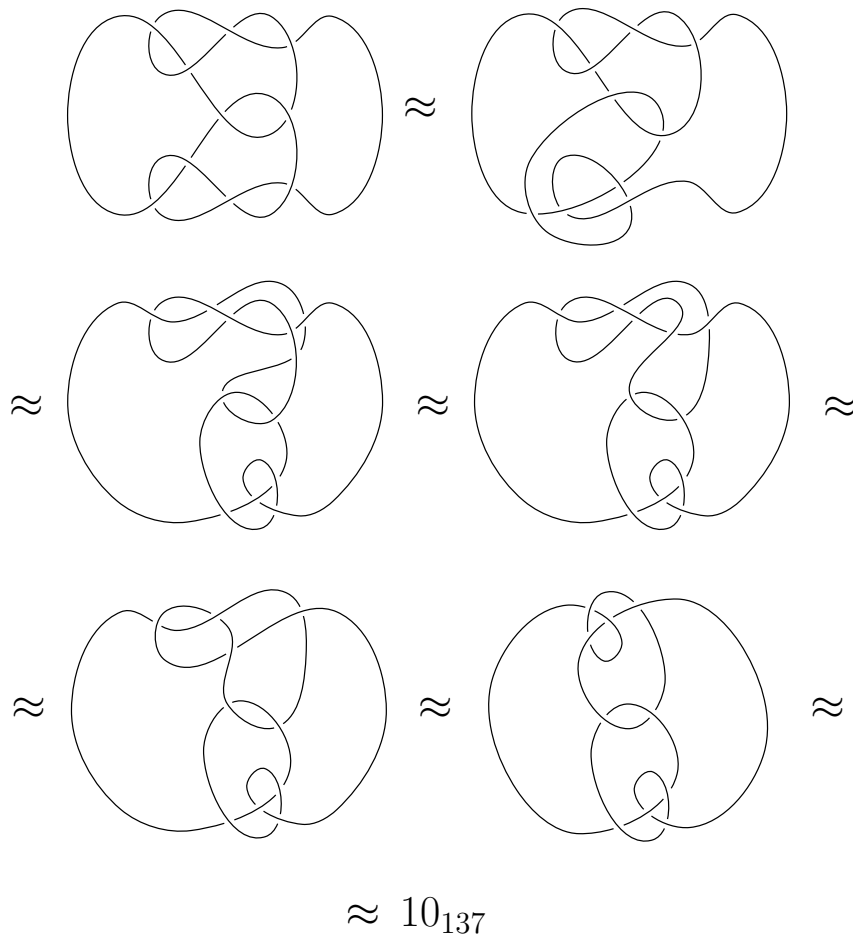 ≈
≈ ≈ ≈
≈ ≈ ≈
≈ 10₁₃₇